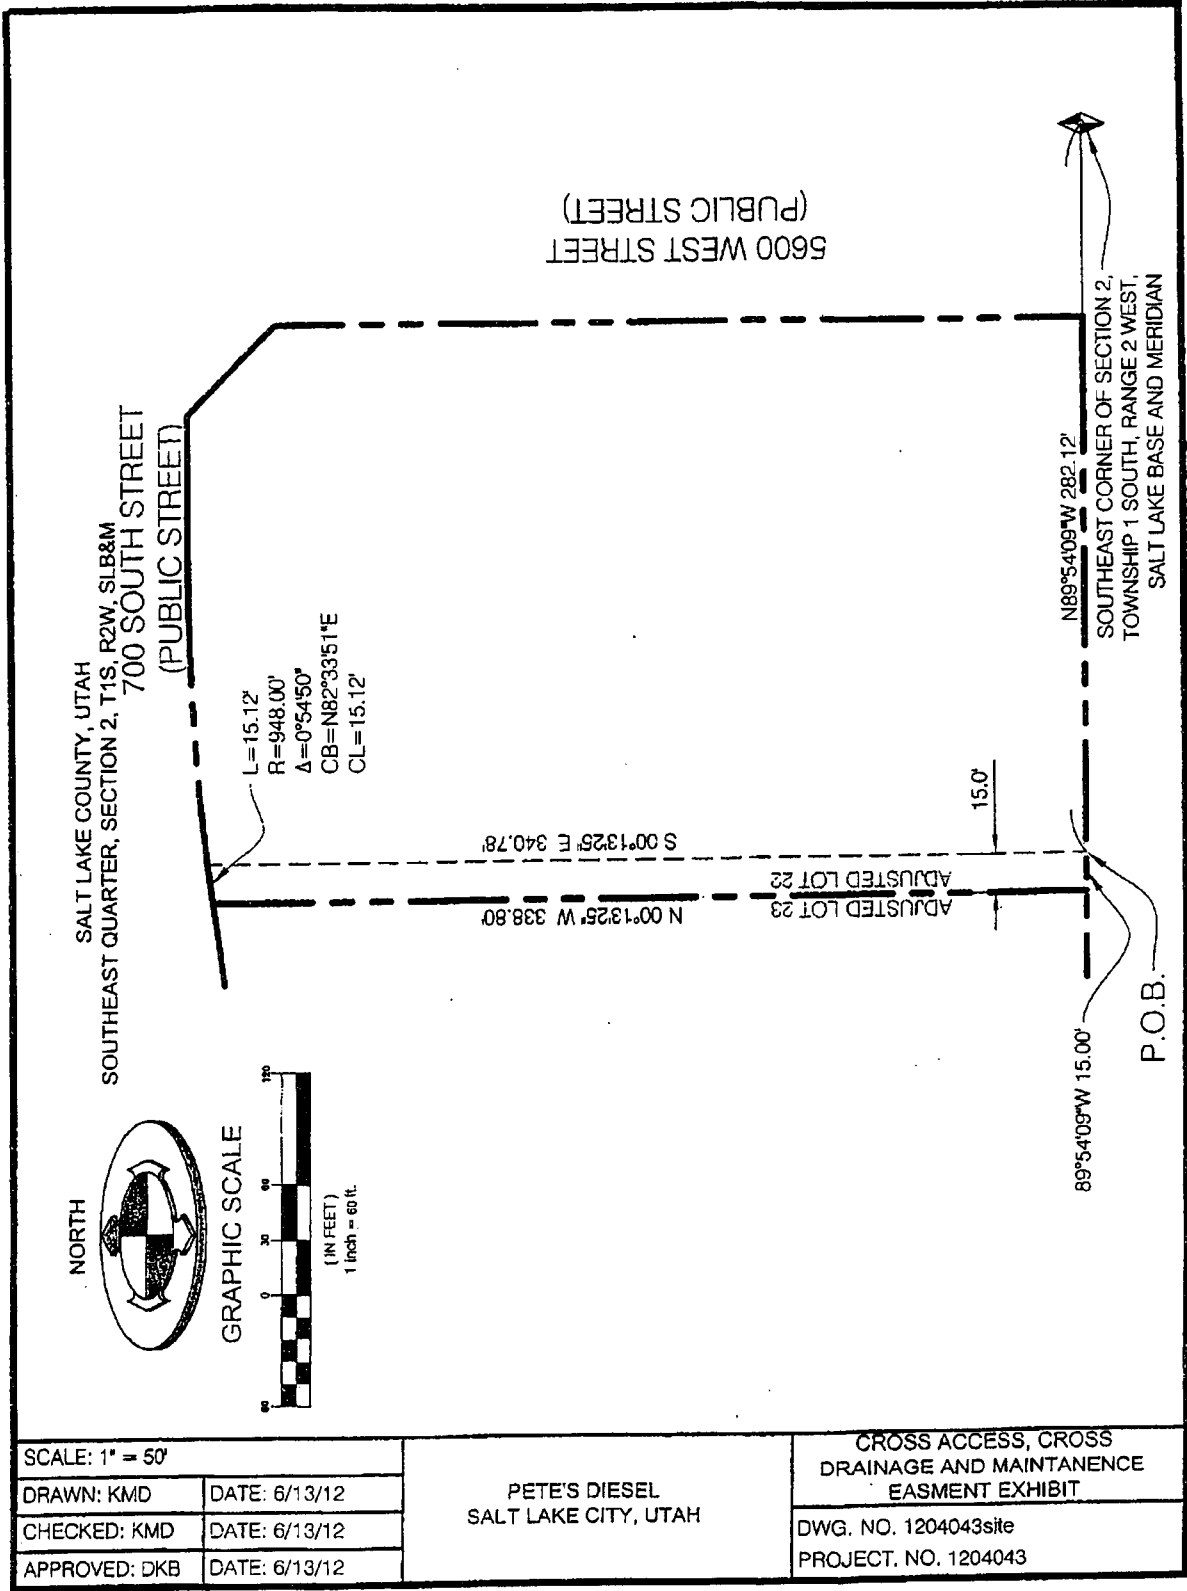 SALT LAKE COUNTY, UTAH
SOUTHEAST QUARTER, SECTION 2, T1S, R2W, SLB&M
700 SOUTH STREET
(PUBLIC STREET)
5600 WEST STREET
(PUBLIC STREET)
NORTH
GRAPHIC SCALE
60 0 30 60 120
( IN FEET )
1 inch = 60 ft.
L=15.12'
R=948.00'
Δ=0°54'50"
CB=N82°33'51"E
CL=15.12'
S 00°13'25" E 340.78'
ADJUSTED LOT 22
N 00°13'25" W 338.80'
ADJUSTED LOT 23
15.0'
N89°54'09"W 282.12'
SOUTHEAST CORNER OF SECTION 2,
TOWNSHIP 1 SOUTH, RANGE 2 WEST,
SALT LAKE BASE AND MERIDIAN
89°54'09"W 15.00'
P.O.B.
SCALE: 1" = 50'
DRAWN: KMD DATE: 6/13/12
CHECKED: KMD DATE: 6/13/12
APPROVED: DKB DATE: 6/13/12
PETE'S DIESEL
SALT LAKE CITY, UTAH
CROSS ACCESS, CROSS
DRAINAGE AND MAINTANENCE
EASMENT EXHIBIT
DWG. NO. 1204043site
PROJECT. NO. 1204043